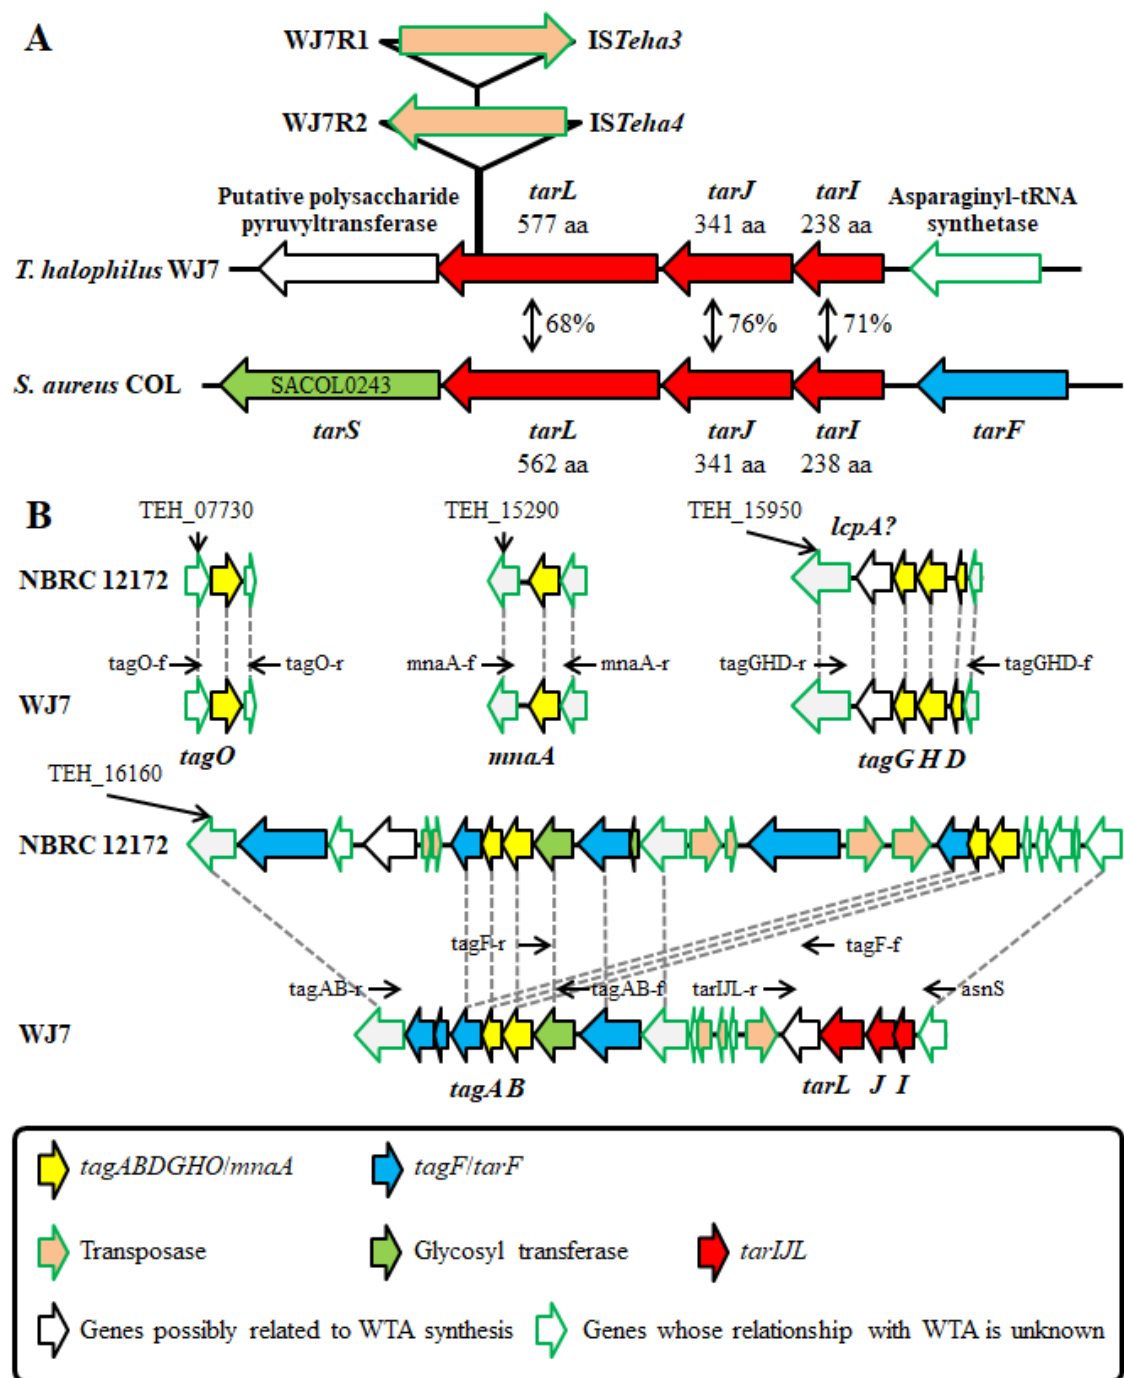 A
WJ7R1 ISTeha3
WJ7R2 ISTeha4
Putative polysaccharide
pyruvyltransferase
tarL tarJ tarI
577 aa 341 aa 238 aa
Asparaginyl-tRNA
synthetase
T. halophilus WJ7
68% 76% 71%
S. aureus COL SACOL0243
tarS tarL tarJ tarI tarF
562 aa 341 aa 238 aa
B
TEH_07730 TEH_15290 TEH_15950
lcpA?
NBRC 12172
tagO-f tagO-r mnaA-f mnaA-r tagGHD-r tagGHD-f
WJ7
tagO mnaA tagG H D
TEH_16160
NBRC 12172
tagF-r tagF-f
tagAB-r tagAB-f tarIJL-r asnS
WJ7
tagA B tarL J I
tagABDGHO/mnaA tagF/tarF
Transposase Glycosyl transferase tarIJL
Genes possibly related to WTA synthesis Genes whose relationship with WTA is unknown